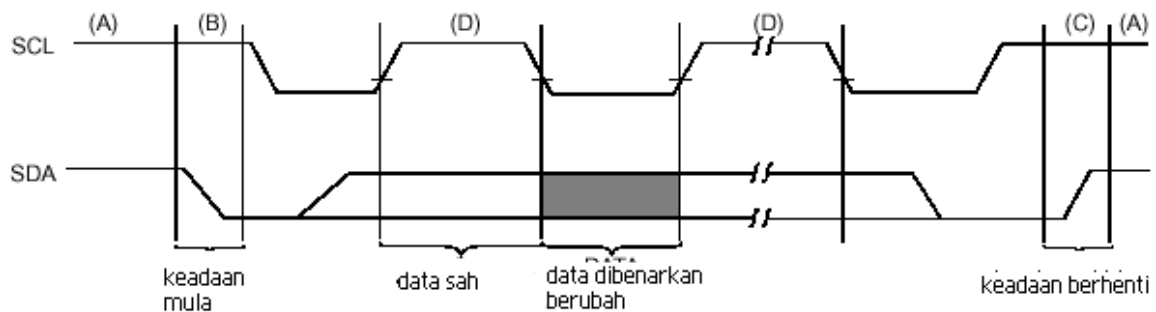 (A) (B) (D) (D) (C) (A)
SCL
SDA
keadaan mula
data sah
data dibenarkan berubah
keadaan berhenti